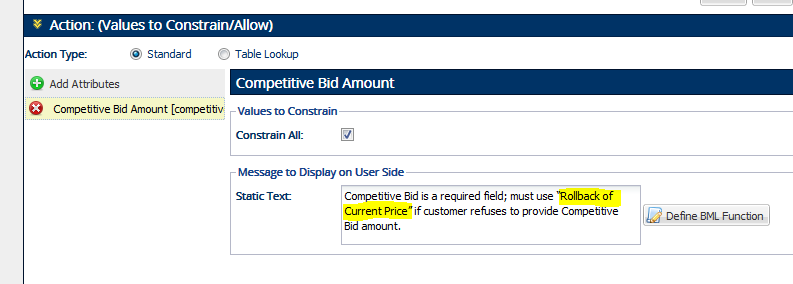 Action: (Values to Constrain/Allow)
Action Type: Standard Table Lookup
Add Attributes
Competitive Bid Amount [competitiv
Competitive Bid Amount
Values to Constrain
Constrain All:
Message to Display on User Side
Static Text:
Competitive Bid is a required field; must use "Rollback of
Current Price" if customer refuses to provide Competitive
Bid amount.
Define BML Function